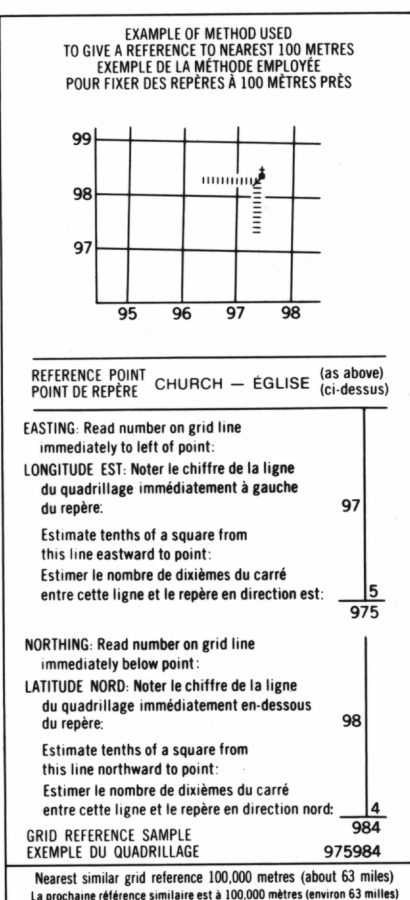 EXAMPLE OF METHOD USED
TO GIVE A REFERENCE TO NEAREST 100 METRES
EXEMPLE DE LA MÉTHODE EMPLOYÉE
POUR FIXER DES REPÈRES À 100 MÈTRES PRÈS
99
98
97
95 96 97 98
REFERENCE POINT
POINT DE REPÈRE
CHURCH — ÉGLISE
(as above)
(ci-dessus)
EASTING: Read number on grid line
immediately to left of point:
LONGITUDE EST: Noter le chiffre de la ligne
du quadrillage immédiatement à gauche
du repère: 97
Estimate tenths of a square from
this line eastward to point:
Estimer le nombre de dixièmes du carré
entre cette ligne et le repère en direction est: 5
975
NORTHING: Read number on grid line
immediately below point:
LATITUDE NORD: Noter le chiffre de la ligne
du quadrillage immédiatement en-dessous
du repère: 98
Estimate tenths of a square from
this line northward to point:
Estimer le nombre de dixièmes du carré
entre cette ligne et le repère en direction nord: 4
984
GRID REFERENCE SAMPLE
EXEMPLE DU QUADRILLAGE 975984
Nearest similar grid reference 100,000 metres (about 63 miles)
La prochaine référence similaire est à 100,000 mètres (environ 63 milles)